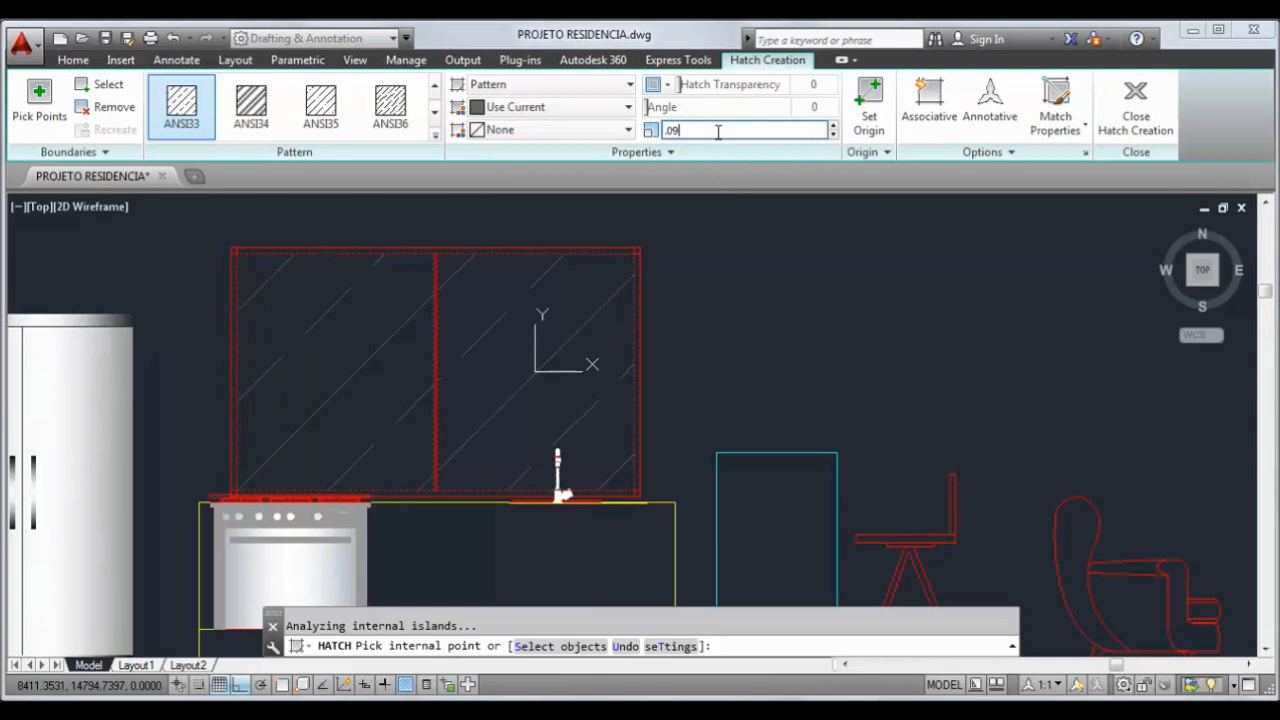 Drafting & Annotation
PROJETO RESIDENCIA.dwg
Type a keyword or phrase
Sign In
Home Insert Annotate Layout Parametric View Manage Output Plug-ins Autodesk 360 Express Tools Hatch Creation
Pick Points
Select
Remove
Recreate
Boundaries
ANSI33 ANSI34 ANSI35 ANSI36
Pattern
Pattern
Use Current
None
Hatch Transparency 0
Angle 0
.09
Properties
Set
Origin
Origin
Associative
Annotative
Match
Properties
Options
Close
Hatch Creation
Close
PROJETO RESIDENCIA*
[−][Top][2D Wireframe]
N
W TOP E
S
WCS
Y
X
Analyzing internal islands...
HATCH Pick internal point or [Select objects Undo seTtings]:
Model Layout1 Layout2
8411.3531, 14794.7397, 0.0000
MODEL
1:1